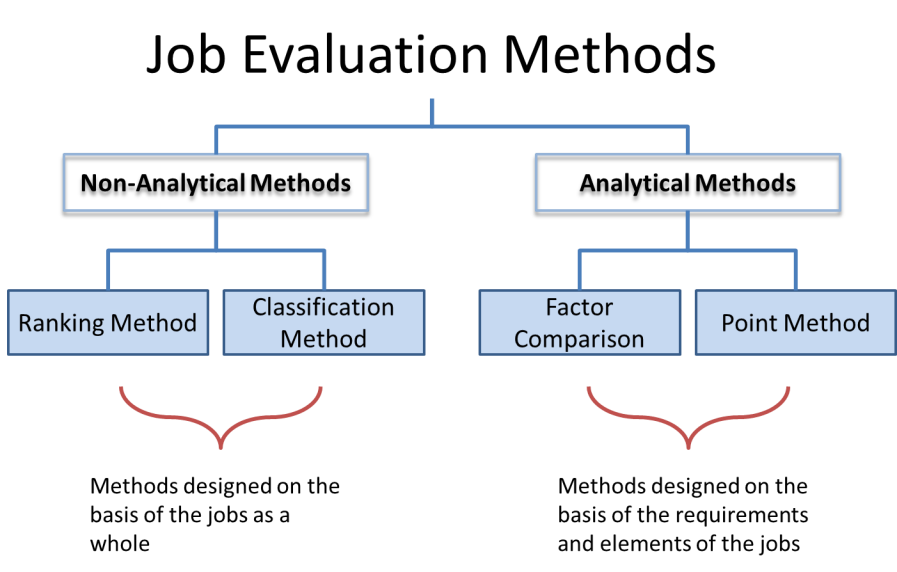 Job Evaluation Methods
Non-Analytical Methods
Analytical Methods
Ranking Method
Classification
Method
Factor
Comparison
Point Method
Methods designed on the
basis of the jobs as a
whole
Methods designed on the
basis of the requirements
and elements of the jobs